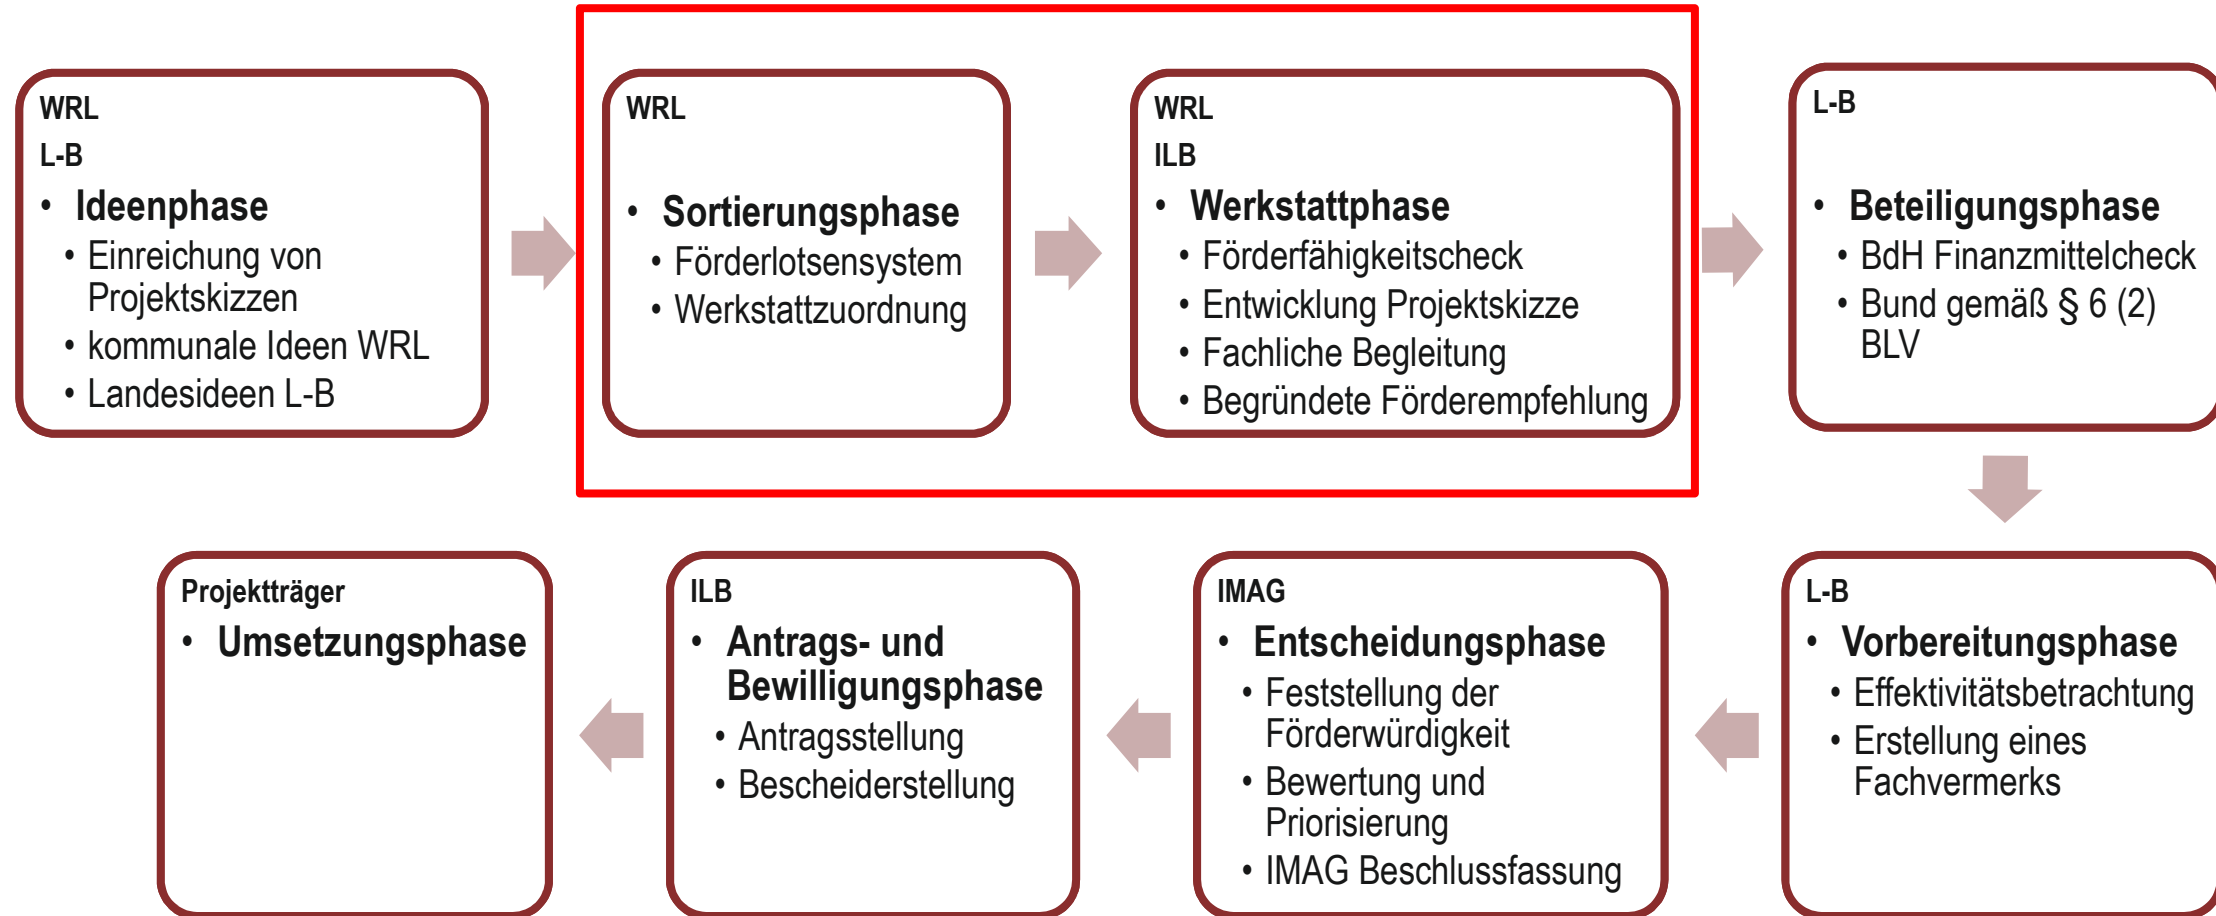 WRL
L-B
• Ideenphase
• Einreichung von
Projektskizzen
• kommunale Ideen WRL
• Landesideen L-B
WRL
• Sortierungsphase
• Förderlotsensystem
• Werkstattzuordnung
WRL
ILB
• Werkstattphase
• Förderfähigkeitscheck
• Entwicklung Projektskizze
• Fachliche Begleitung
• Begründete Förderempfehlung
L-B
• Beteiligungsphase
• BdH Finanzmittelcheck
• Bund gemäß § 6 (2)
BLV
L-B
• Vorbereitungsphase
• Effektivitätsbetrachtung
• Erstellung eines
Fachvermerks
IMAG
• Entscheidungsphase
• Feststellung der
Förderwürdigkeit
• Bewertung und
Priorisierung
• IMAG Beschlussfassung
ILB
• Antrags- und
Bewilligungsphase
• Antragsstellung
• Bescheiderstellung
Projektträger
• Umsetzungsphase